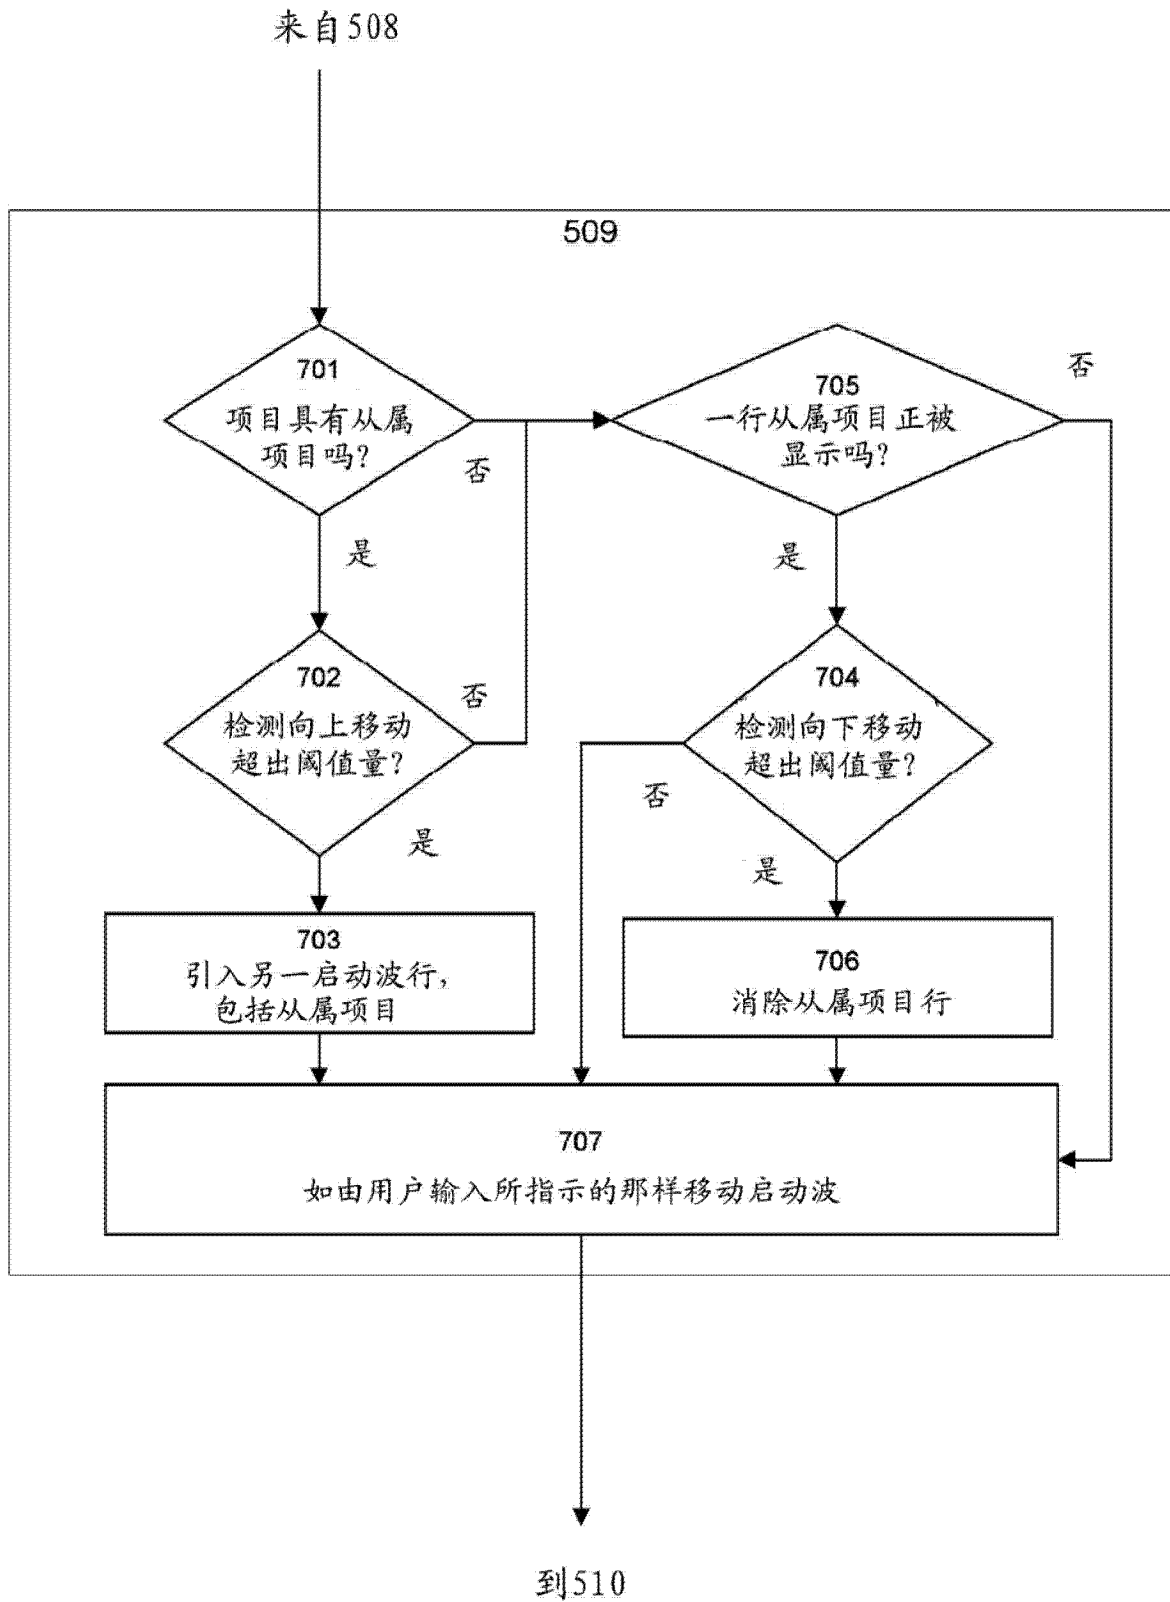 来自508
509
701
项目具有从属
项目吗?
否
是
705
一行从属项目正被
显示吗?
否
是
702
检测向上移动
超出阈值量?
否
是
704
检测向下移动
超出阈值量?
否
是
703
引入另一启动波行,
包括从属项目
706
消除从属项目行
707
如由用户输入所指示的那样移动启动波
到510